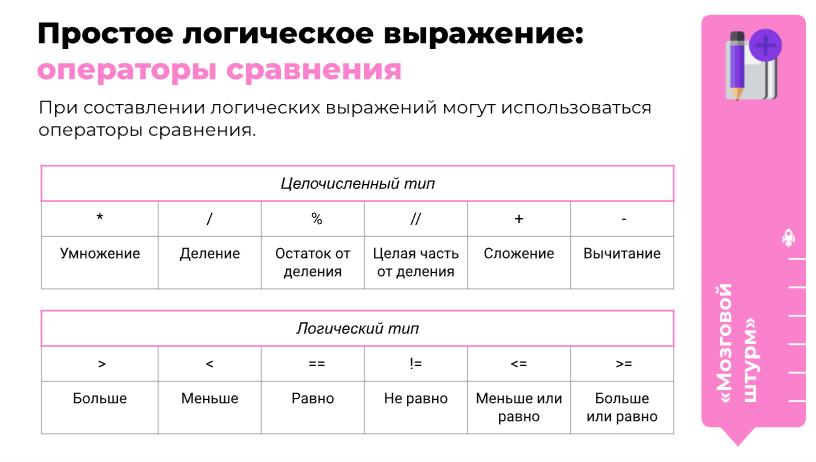 Простое логическое выражение:
операторы сравнения
При составлении логических выражений могут использоваться
операторы сравнения.
Целочисленный тип
* / % // + -
Умножение Деление Остаток от Целая часть Сложение Вычитание
деления от деления
Логический тип
> < == != <= >=
Больше Меньше Равно Не равно Меньше или Больше
равно или равно
«Мозговой
штурм»